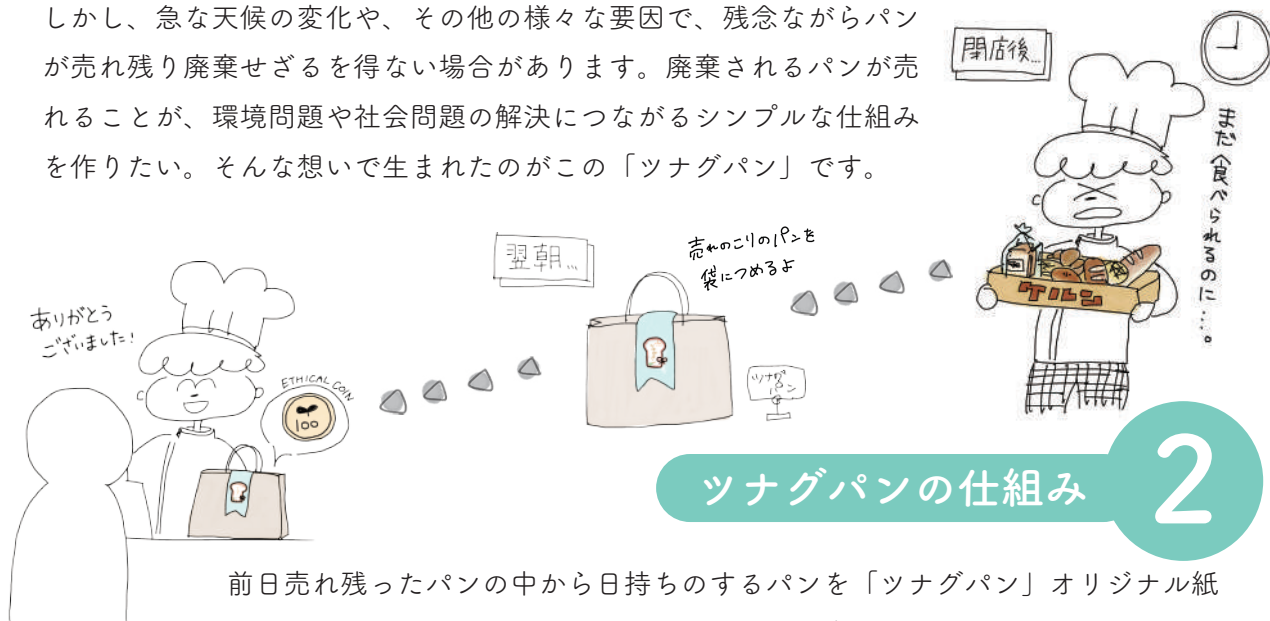 しかし、急な天候の変化や、その他の様々な要因で、残念ながらパン
が売れ残り廃棄せざるを得ない場合があります。廃棄されるパンが売
れることが、環境問題や社会問題の解決につながるシンプルな仕組み
を作りたい。そんな想いで生まれたのがこの「ツナグパン」です。
閉店後…
まだ食べられるのに…。
ケルン
翌朝…
売れのこりのパンを
袋につめるよ
ツナグ
パン
ありがとう
ございました!
ETHICAL COIN
100
ツナグパンの仕組み
2
前日売れ残ったパンの中から日持ちのするパンを「ツナグパン」オリジナル紙